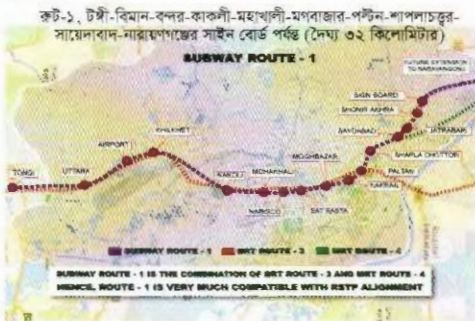 রুট-১, টঙ্গী-বিমান-বন্দর-কাকলী-মহাখালী-মগবাজার-পল্টন-শাপলাচত্ত্বর-
সায়েদাবাদ-নারায়ণগঞ্জের সাইন বোর্ড পর্যন্ত (দৈঘ্য ৩২ কিলোমিটার)
SUBWAY ROUTE - 1
FUTURE EXTENSION
TO NARAYANGONJ
SIGN BOARD
SHONIR AKHRA
SAYDABAD
JATRABARI
KHILKHET
AIRPORT
MOGHBAZAR
SHAPLA CHOTTOR
TONGI
UTTARA
KAKOLI
MOHAKHALI
PALTAN
KAKRAIL
NABISCO
SAT RASTA
SUBWAY ROUTE - 1
BRT ROUTE - 3
MRT ROUTE - 4
SUBWAY ROUTE - 1 IS THE COMBINATION OF BRT ROUTE - 3 AND MRT ROUTE - 4
HENCE, ROUTE - 1 IS VERY MUCH COMPATIBLE WITH RSTP ALIGNMENT